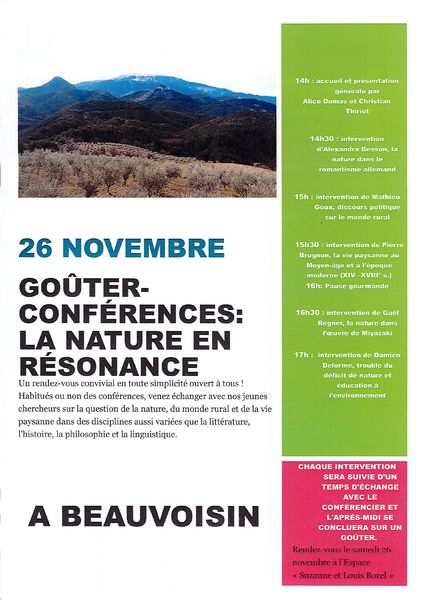 26 NOVEMBRE
GOÛTER-
CONFÉRENCES:
LA NATURE EN
RÉSONANCE
Un rendez-vous convivial en toute simplicité ouvert à tous !
Habitués ou non des conférences, venez échanger avec nos jeunes
chercheurs sur la question de la nature, du monde rural et de la vie
paysanne dans des disciplines aussi variées que la littérature,
l'histoire, la philosophie et la linguistique.
A BEAUVOISIN
14h : accueil et présentation
générale par
Alice Dumas et Christian
Thiriot
14h30 : intervention
d'Alexandra Besson, la
nature dans le
romantisme allemand
15h : intervention de Mathieu
Goux, discours politique
sur le monde rural
15h30 : intervention de Pierre
Brugnon, la vie paysanne au
Moyen-âge et à l'époque
moderne (XIV -XVIII° s.)
16h: Pause gourmande
16h30 : intervention de Gaël
Régner, la nature dans
l'œuvre de Miyazaki
17h : intervention de Damien
Delorme, trouble du
déficit de nature et
éducation à
l'environnement
CHAQUE INTERVENTION
SERA SUIVIE D'UN
TEMPS D'ÉCHANGE
AVEC LE
CONFÉRENCIER ET
L'APRÈS-MIDI SE
CONCLUERA SUR UN
GOÛTER.
Rendez-vous le samedi 26
novembre à l'Espace
« Suzanne et Louis Borel »